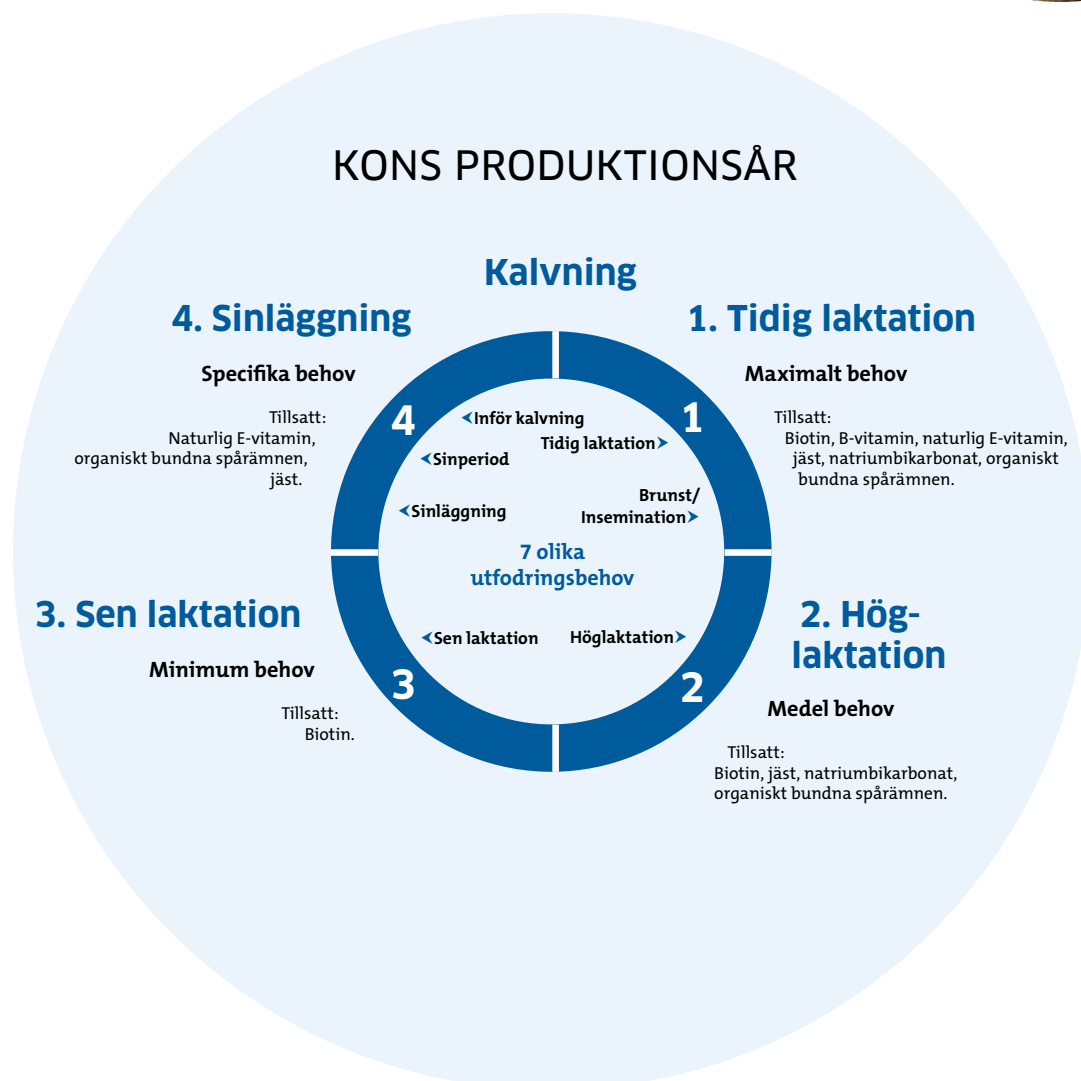 KONS PRODUKTIONSÅR
Kalvning
4. Sinläggning
Specifika behov
Tillsatt:
Naturlig E-vitamin,
organiskt bundna spårämnen,
jäst.
1. Tidig laktation
Maximalt behov
Tillsatt:
Biotin, B-vitamin, naturlig E-vitamin,
jäst, natriumbikarbonat, organiskt
bundna spårämnen.
4
1
Inför kalvning
Tidig laktation
Sinperiod
Brunst/
Insemination
Sinläggning
7 olika
utfodringsbehov
Sen laktation
Höglaktation
3
2
3. Sen laktation
Minimum behov
Tillsatt:
Biotin.
2. Hög-
laktation
Medel behov
Tillsatt:
Biotin, jäst, natriumbikarbonat,
organiskt bundna spårämnen.